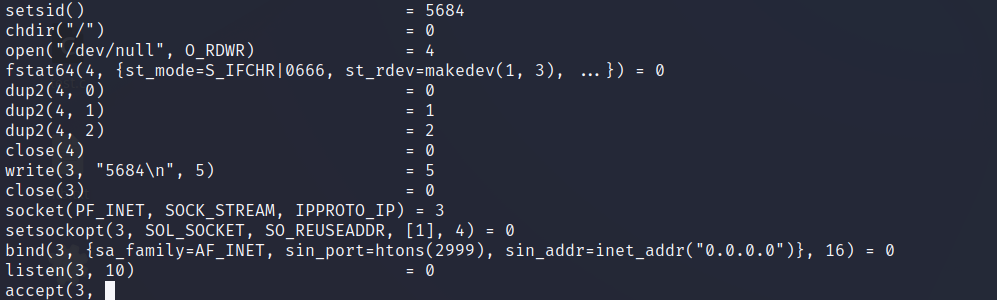 setsid() = 5684
chdir("/") = 0
open("/dev/null", O_RDWR) = 4
fstat64(4, {st_mode=S_IFCHR|0666, st_rdev=makedev(1, 3), ...}) = 0
dup2(4, 0) = 0
dup2(4, 1) = 1
dup2(4, 2) = 2
close(4) = 0
write(3, "5684\n", 5) = 5
close(3) = 0
socket(PF_INET, SOCK_STREAM, IPPROTO_IP) = 3
setsockopt(3, SOL_SOCKET, SO_REUSEADDR, [1], 4) = 0
bind(3, {sa_family=AF_INET, sin_port=htons(2999), sin_addr=inet_addr("0.0.0.0")}, 16) = 0
listen(3, 10) = 0
accept(3,